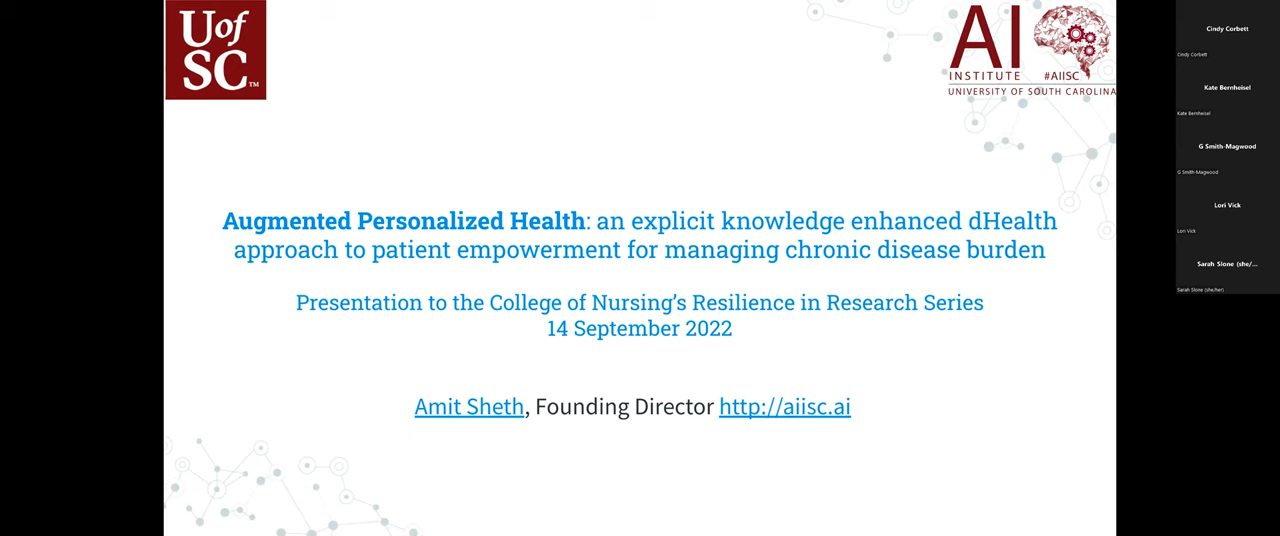 Uof
SC™
AI
INSTITUTE #AIISC
UNIVERSITY OF SOUTH CAROLINA
Augmented Personalized Health: an explicit knowledge enhanced dHealth
approach to patient empowerment for managing chronic disease burden
Presentation to the College of Nursing's Resilience in Research Series
14 September 2022
Amit Sheth, Founding Director http://aiisc.ai
Cindy Corbett
Cindy Corbett
Kate Bernheisel
Kate Bernheisel
G Smith-Magwood
G Smith-Magwood
Lori Vick
Lori Vick
Sarah Slone (she/...
Sarah Slone (she/her)